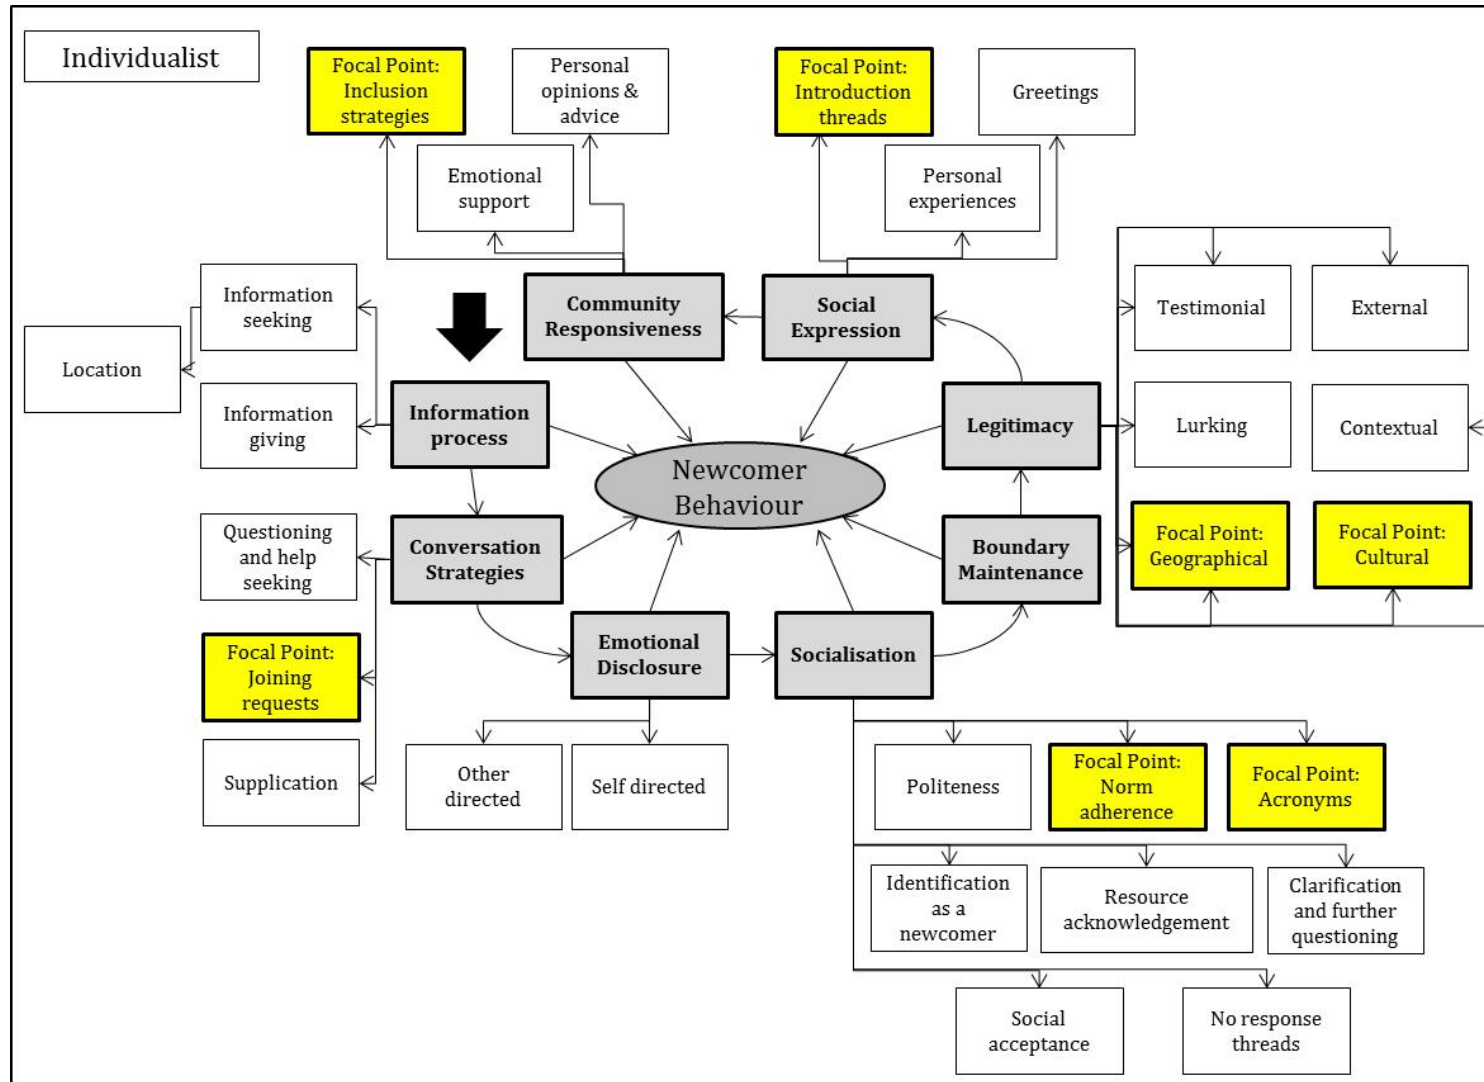 Individualist
Focal Point:
Inclusion
strategies
Personal
opinions &
advice
Focal Point:
Introduction
threads
Greetings
Emotional
support
Personal
experiences
Information
seeking
Community
Responsiveness
Social
Expression
Testimonial
External
Location
Information
giving
Information
process
Legitimacy
Lurking
Contextual
Newcomer
Behaviour
Questioning
and help
seeking
Conversation
Strategies
Boundary
Maintenance
Focal Point:
Geographical
Focal Point:
Cultural
Focal Point:
Joining
requests
Emotional
Disclosure
Socialisation
Supplication
Other
directed
Self directed
Politeness
Focal Point:
Norm
adherence
Focal Point:
Acronyms
Identification
as a
newcomer
Resource
acknowledgement
Clarification
and further
questioning
Social
acceptance
No response
threads